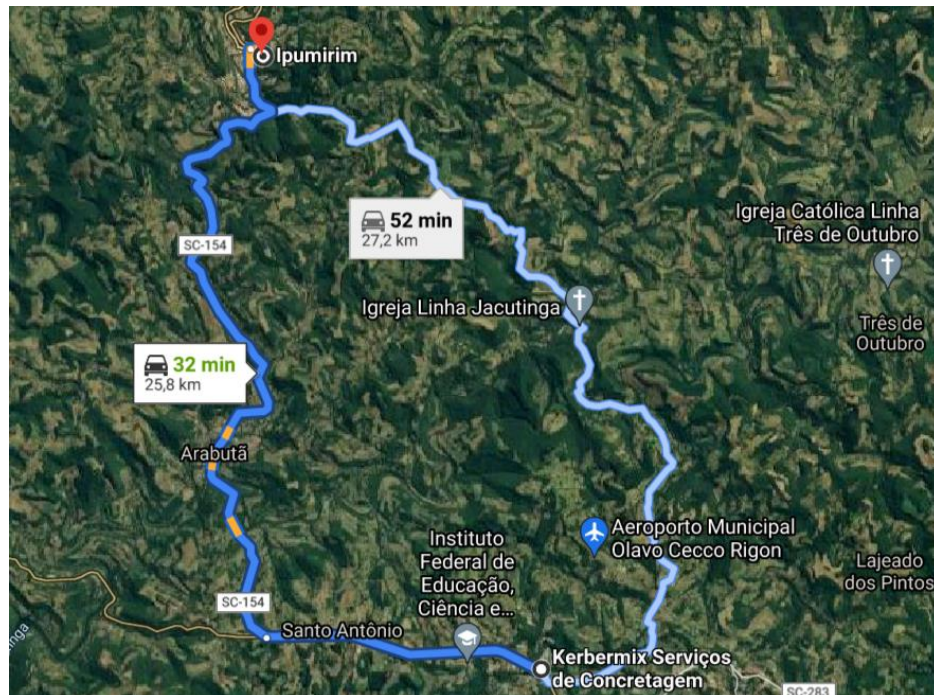 Ipumirim
52 min
27,2 km
Igreja Católica Linha
Três de Outubro
SC-154
Igreja Linha Jacutinga
Três de
Outubro
32 min
25,8 km
Arabutã
Instituto
Federal de
Educação,
Ciência e...
Aeroporto Municipal
Olavo Cecco Rigon
Lajeado
dos Pintos
SC-154
Santo Antônio
Kerbermix Serviços
de Concretagem
SC-283